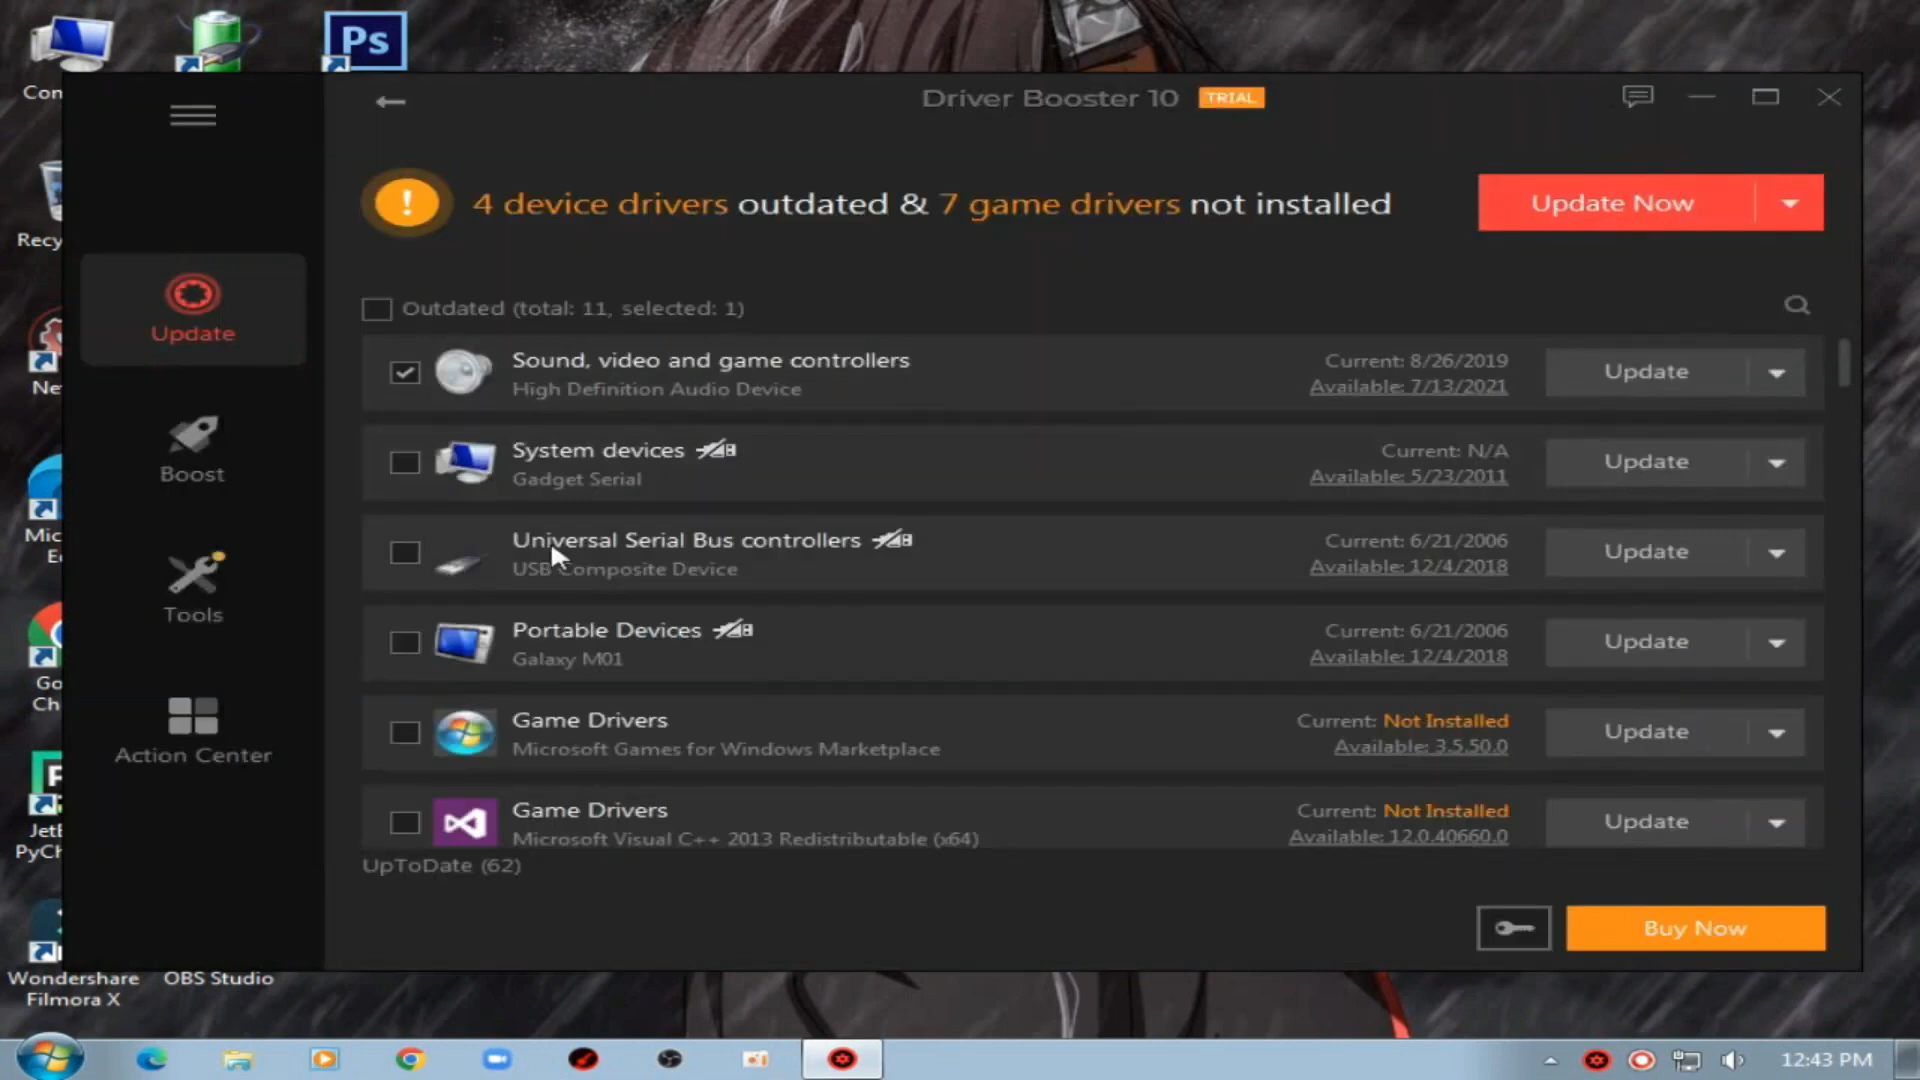 Ps
Con
Recy
Ne
Mic
E
Go
Ch
JetB
PyCh
Wondershare
Filmora X
OBS Studio
Driver Booster 10 TRIAL
! 4 device drivers outdated & 7 game drivers not installed
Update Now
Update
Boost
Tools
Action Center
Outdated (total: 11, selected: 1)
Sound, video and game controllers
High Definition Audio Device
Current: 8/26/2019
Available: 7/13/2021
Update
System devices
Gadget Serial
Current: N/A
Available: 5/23/2011
Update
Universal Serial Bus controllers
USB Composite Device
Current: 6/21/2006
Available: 12/4/2018
Update
Portable Devices
Galaxy M01
Current: 6/21/2006
Available: 12/4/2018
Update
Game Drivers
Microsoft Games for Windows Marketplace
Current: Not Installed
Available: 3.5.50.0
Update
Game Drivers
Microsoft Visual C++ 2013 Redistributable (x64)
Current: Not Installed
Available: 12.0.40660.0
Update
UpToDate (62)
Buy Now
12:43 PM